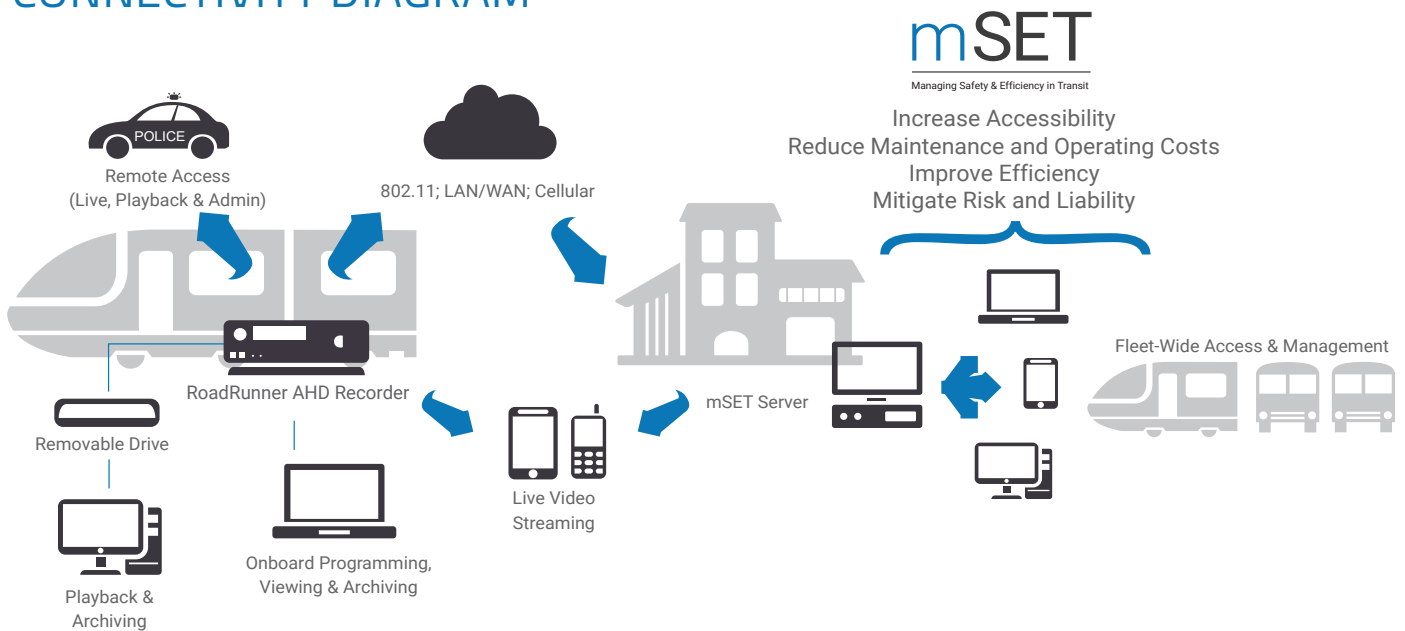 CONNECTIVITY DIAGRAM
mSET
Managing Safety & Efficiency in Transit
Increase Accessibility
Reduce Maintenance and Operating Costs
Improve Efficiency
Mitigate Risk and Liability
POLICE
Remote Access
(Live, Playback & Admin)
802.11; LAN/WAN; Cellular
RoadRunner AHD Recorder
Removable Drive
Playback &
Archiving
Onboard Programming,
Viewing & Archiving
Live Video
Streaming
mSET Server
Fleet-Wide Access & Management